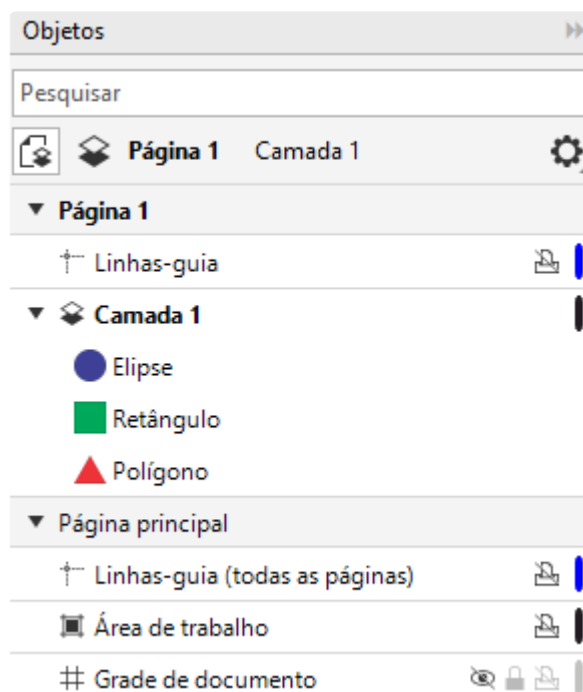 Objetos
Pesquisar
Página 1 Camada 1
Página 1
Linhas-guia
Camada 1
Elipse
Retângulo
Polígono
Página principal
Linhas-guia (todas as páginas)
Área de trabalho
Grade de documento